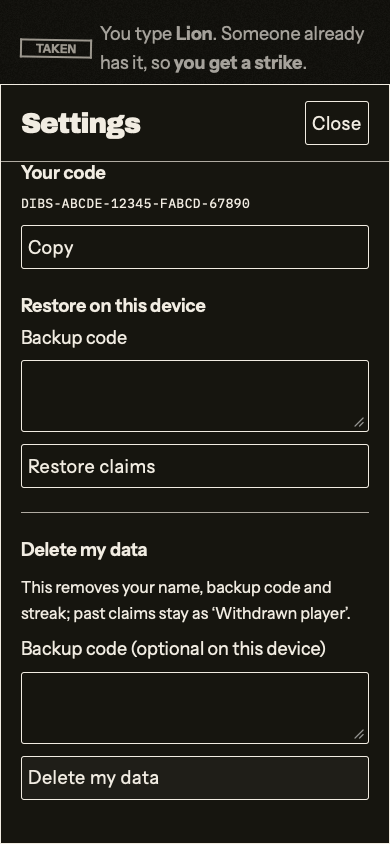 TAKEN
You type Lion. Someone already
has it, so you get a strike.
Settings
Close
Your code
DIBS-ABCDE-12345-FABCD-67890
Copy
Restore on this device
Backup code
Restore claims
Delete my data
This removes your name, backup code and
streak; past claims stay as ‘Withdrawn player’.
Backup code (optional on this device)
Delete my data